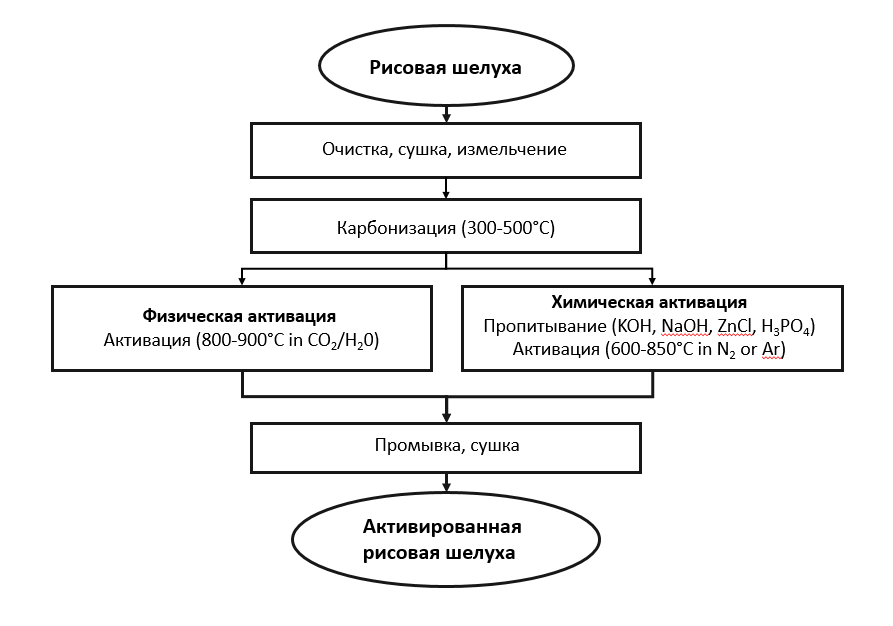 Рисовая шелуха
Очистка, сушка, измельчение
Карбонизация (300-500°C)
Физическая активация
Активация (800-900°C in CO₂/H₂0)
Химическая активация
Пропитывание (KOH, NaOH, ZnCl, H₃PO₄)
Активация (600-850°C in N₂ or Ar)
Промывка, сушка
Активированная
рисовая шелуха